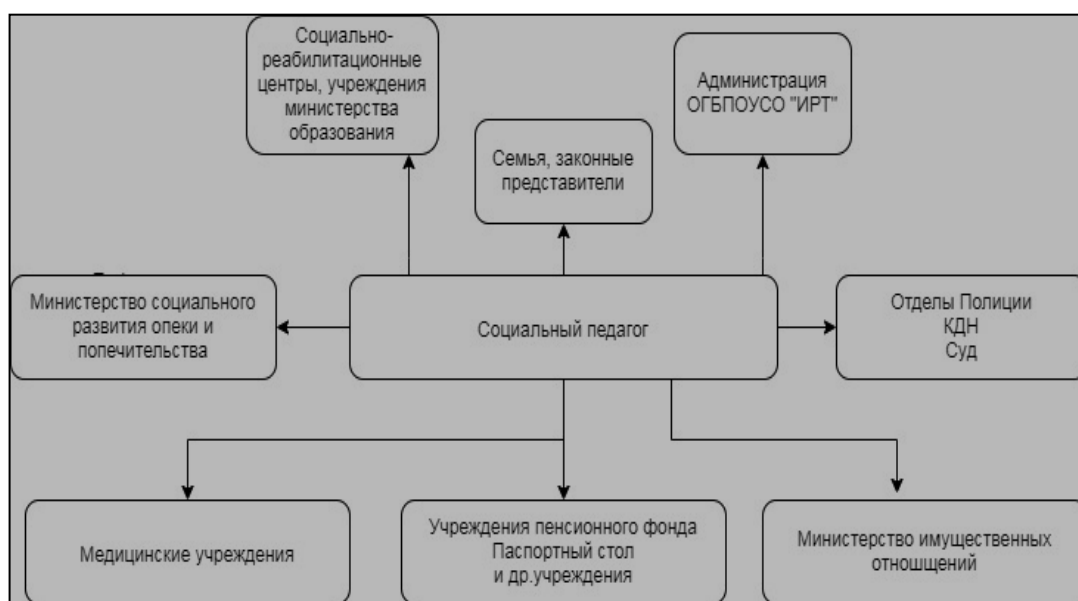 Социально-
реабилитационные
центры, учреждения
министерства
образования
Администрация
ОГБПОУСО "ИРТ"
Семья, законные
представители
Министерство социального
развития опеки и
попечительства
Социальный педагог
Отделы Полиции
КДН
Суд
Медицинские учреждения
Учреждения пенсионного фонда
Паспортный стол
и др.учреждения
Министерство имущественных
отношщений